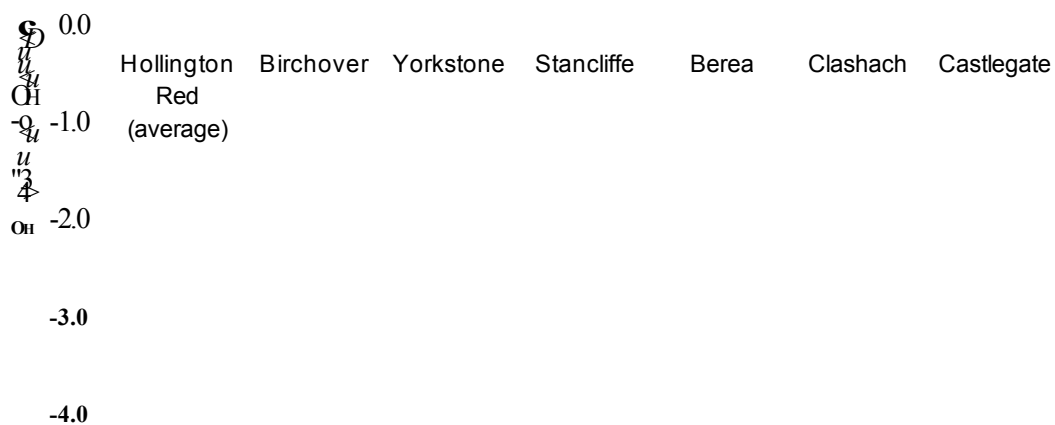 0.0
Hollington Birchover Yorkstone Stancliffe Berea Clashach Castlegate
Red
-1.0
(average)
-2.0
-3.0
-4.0